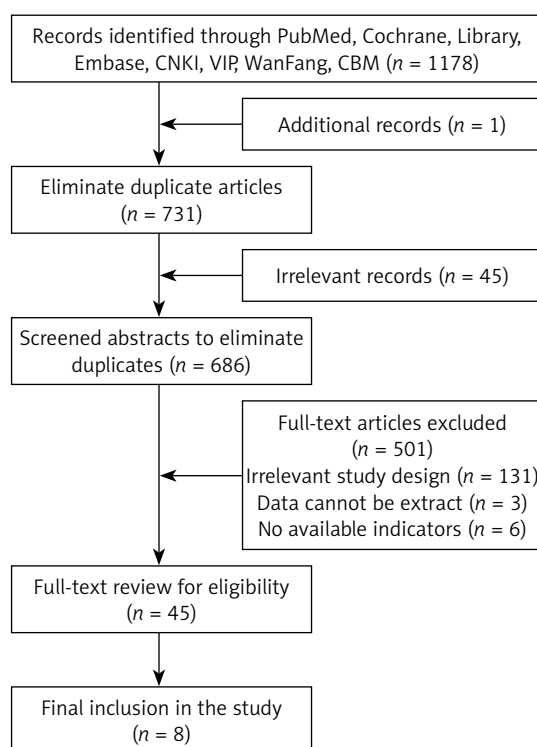 Records identified through PubMed, Cochrane, Library,
Embase, CNKI, VIP, WanFang, CBM (n = 1178)
Additional records (n = 1)
Eliminate duplicate articles
(n = 731)
Irrelevant records (n = 45)
Screened abstracts to eliminate
duplicates (n = 686)
Full-text articles excluded
(n = 501)
Irrelevant study design (n = 131)
Data cannot be extract (n = 3)
No available indicators (n = 6)
Full-text review for eligibility
(n = 45)
Final inclusion in the study
(n = 8)